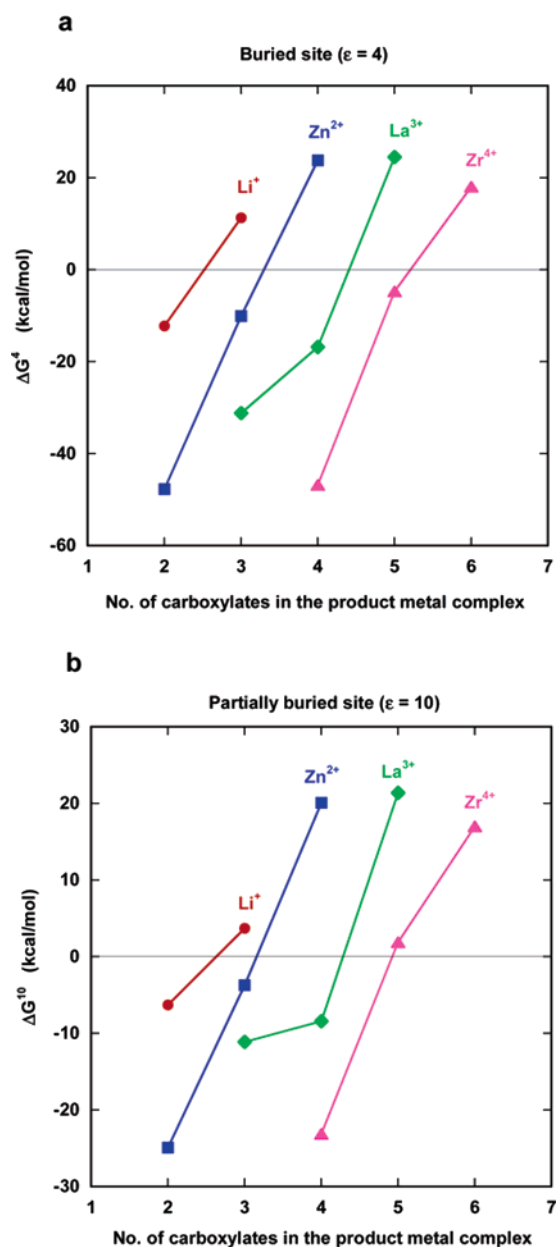 a
Buried site (ε = 4)
40
20
0
-20
-40
-60
ΔG⁴ (kcal/mol)
Li⁺
Zn²⁺
La³⁺
Zr⁴⁺
1 2 3 4 5 6 7
No. of carboxylates in the product metal complex
b
Partially buried site (ε = 10)
30
20
10
0
-10
-20
-30
ΔG¹⁰ (kcal/mol)
Li⁺
Zn²⁺
La³⁺
Zr⁴⁺
1 2 3 4 5 6 7
No. of carboxylates in the product metal complex